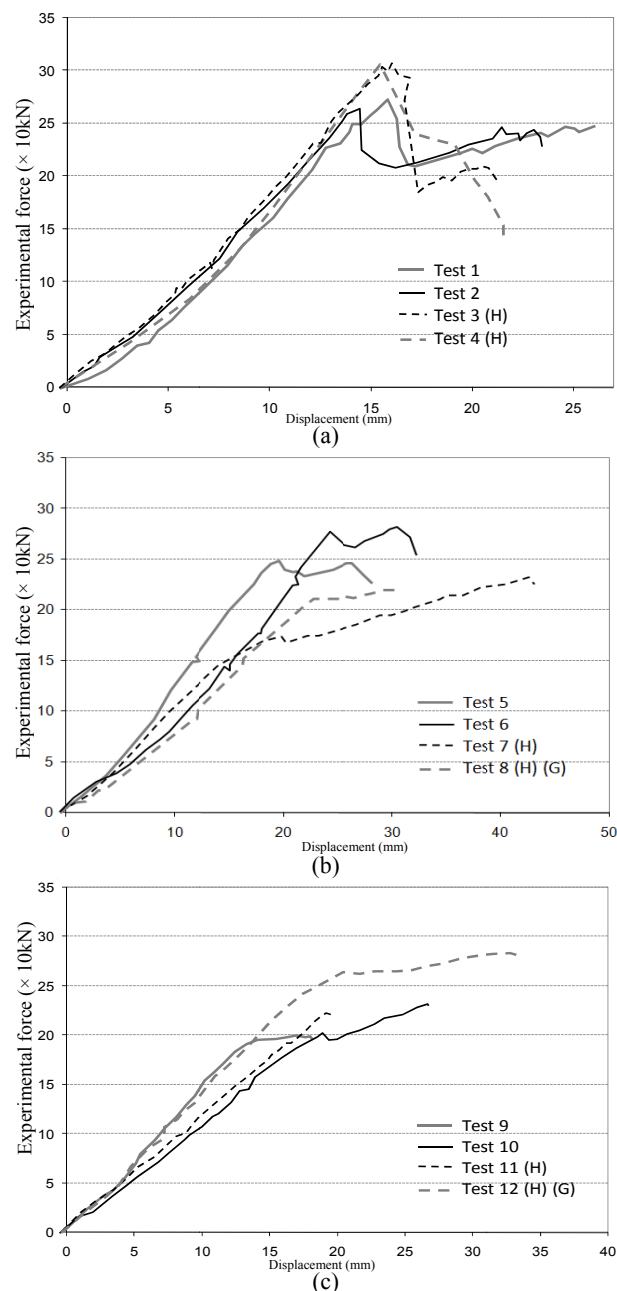 Experimental force (× 10kN)
35
30
25
20
15
10
5
0
Test 1
Test 2
Test 3 (H)
Test 4 (H)
0 5 10 15 20 25
Displacement (mm)
(a)
Experimental force (× 10kN)
35
30
25
20
15
10
5
0
Test 5
Test 6
Test 7 (H)
Test 8 (H) (G)
0 10 20 30 40 50
Displacement (mm)
(b)
Experimental force (× 10kN)
35
30
25
20
15
10
5
0
Test 9
Test 10
Test 11 (H)
Test 12 (H) (G)
0 5 10 15 20 25 30 35 40
Displacement (mm)
(c)